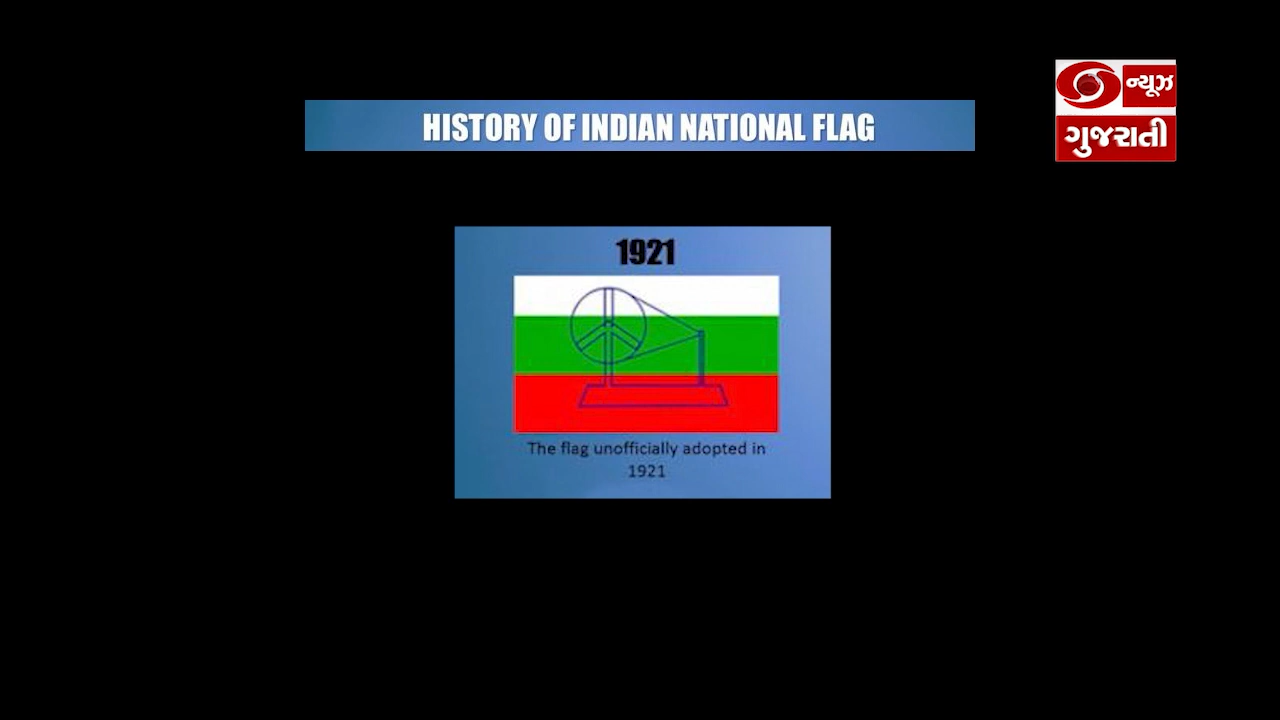 HISTORY OF INDIAN NATIONAL FLAG
ન્યૂઝ
ગુજરાતી
1921
The flag unofficially adopted in
1921